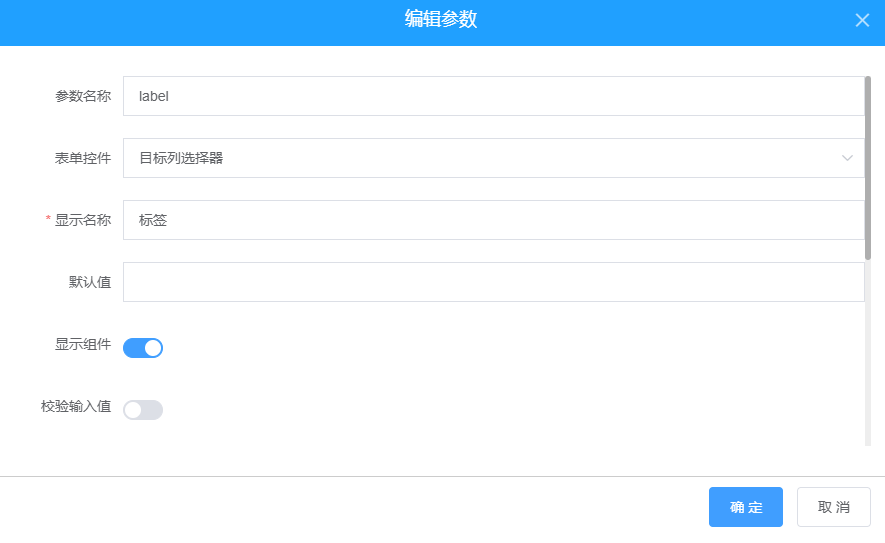 编辑参数
参数名称 label
表单控件 目标列选择器
* 显示名称 标签
默认值
显示组件
校验输入值
确 定 取 消